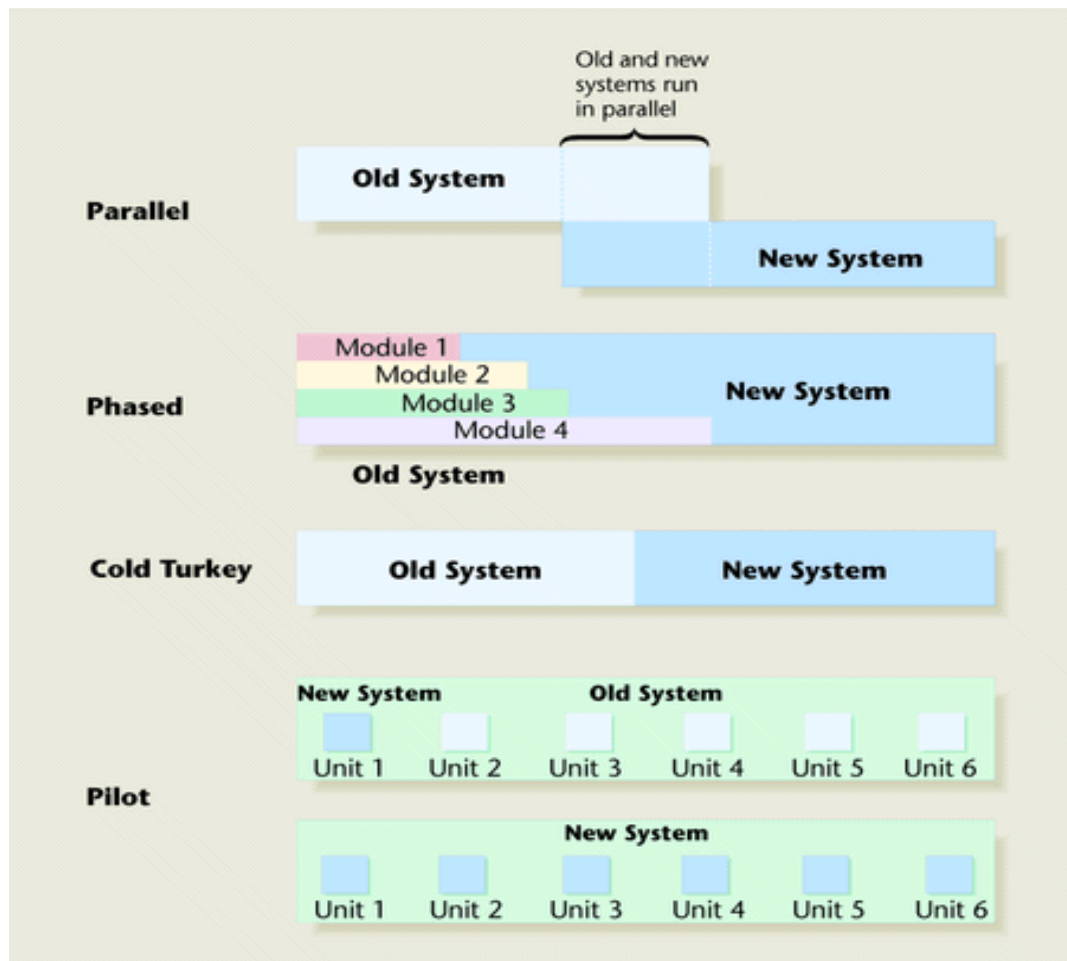 Old and new
systems run
in parallel
Old System
Parallel
New System
Module 1
Module 2
Phased
New System
Module 3
Module 4
Old System
Cold Turkey
Old System
New System
New System
Old System
Unit 1
Unit 2
Unit 3
Unit 4
Unit 5
Unit 6
Pilot
New System
Unit 1
Unit 2
Unit 3
Unit 4
Unit 5
Unit 6